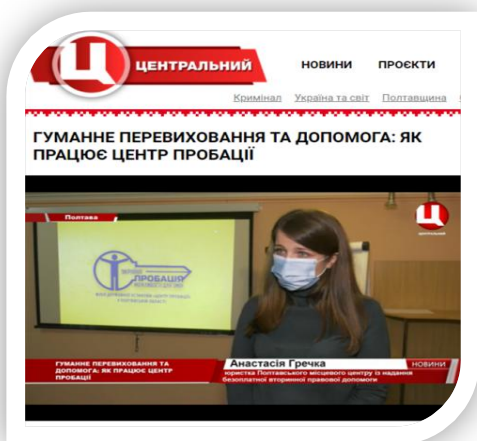 Ц ЦЕНТРАЛЬНИЙ
НОВИНИ ПРОЄКТИ
Кримінал Україна та світ Полтавщина
ГУМАННЕ ПЕРЕВИХОВАННЯ ТА ДОПОМОГА: ЯК
ПРАЦЮЄ ЦЕНТР ПРОБАЦІЇ
Полтава
Ц
ЦЕНТРАЛЬНИЙ
ПРОБАЦІЯ
ГУМАННЕ ПЕРЕВИХОВАННЯ ТА
ДОПОМОГА: ЯК ПРАЦЮЄ ЦЕНТР
ПРОБАЦІЇ
Анастасія Гречка
НОВИНИ
юристка Полтавського місцевого центру із надання
безоплатної вторинної правової допомоги